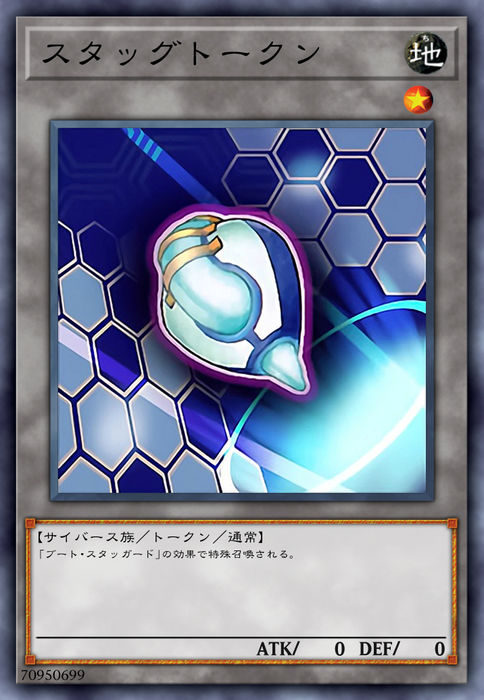 スタッグトークン
地
ち
【サイバース族／トークン／通常】
「ブート・スタッガード」の効果で特殊召喚される。
ATK/ 0 DEF/ 0
70950699